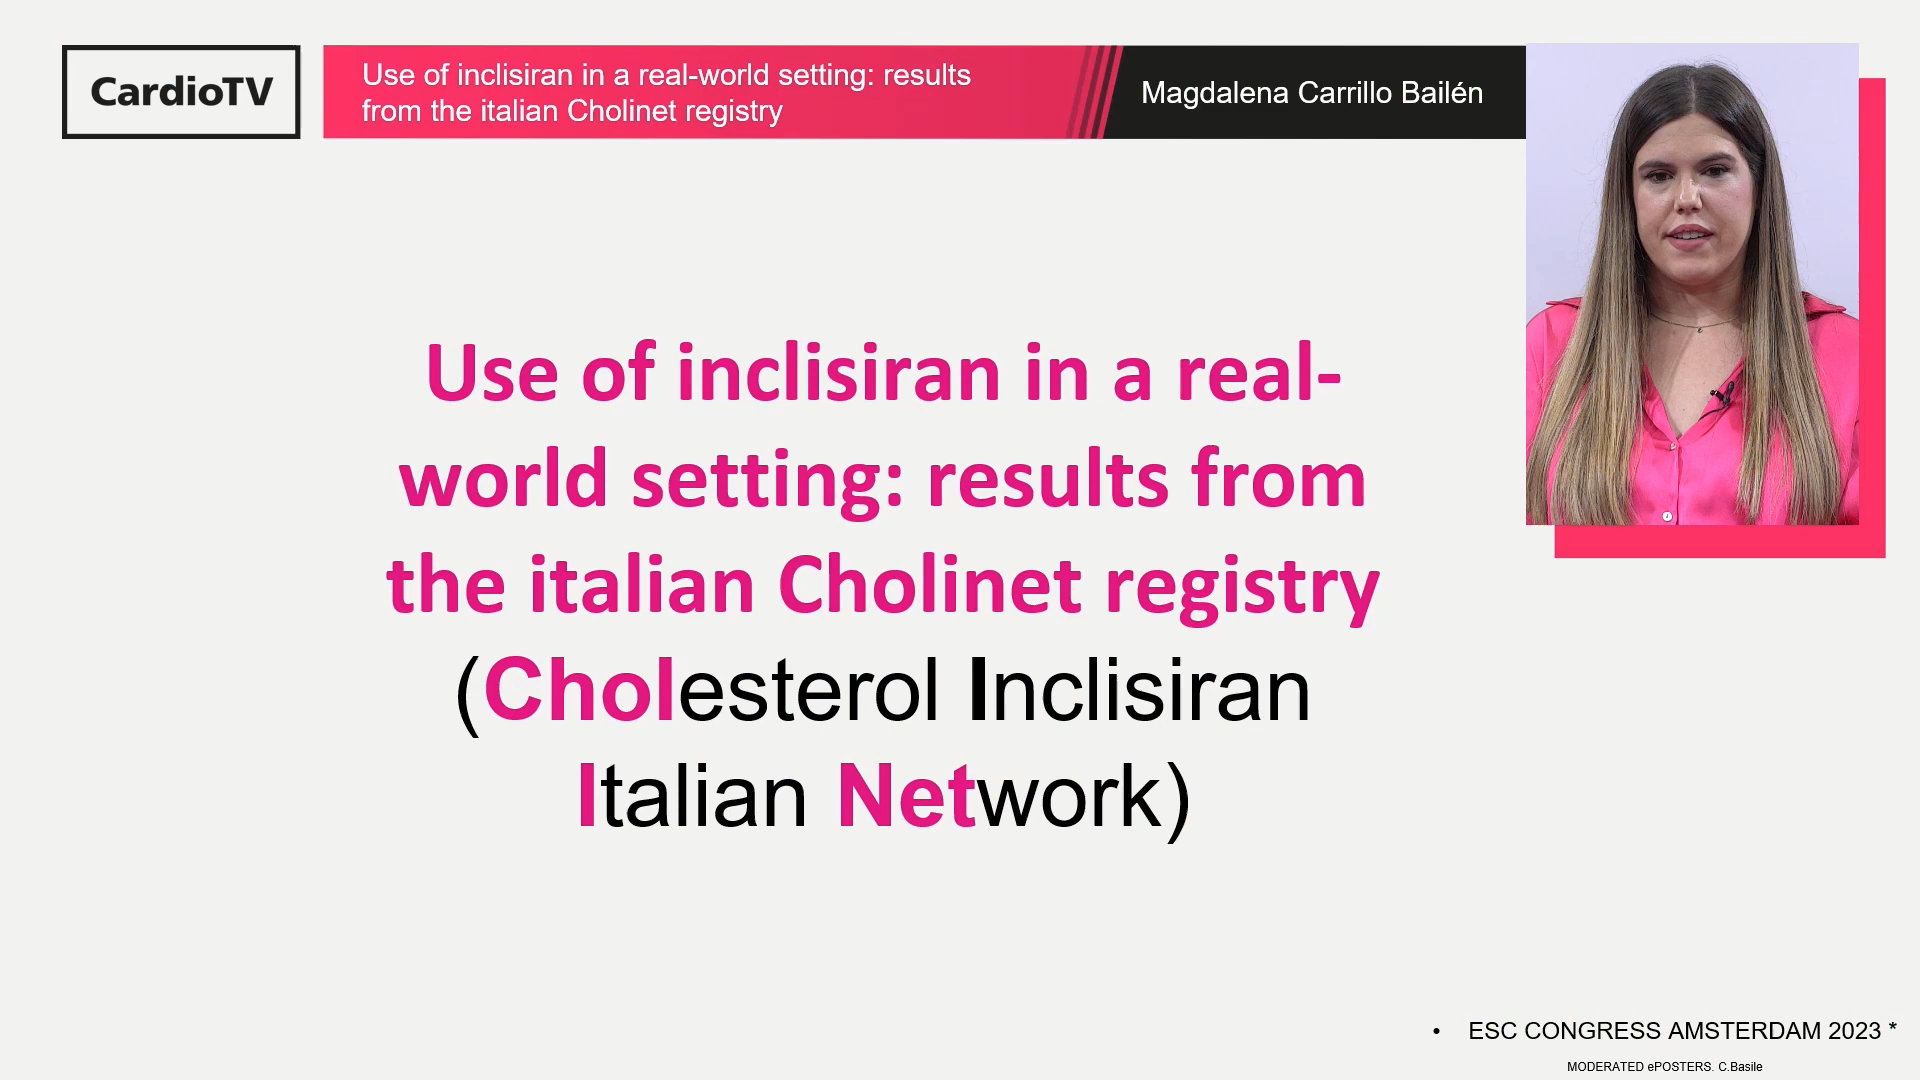 CardioTV
Use of inclisiran in a real-world setting: results
from the italian Cholinet registry
Magdalena Carrillo Bailén
Use of inclisiran in a real-
world setting: results from
the italian Cholinet registry
(Cholesterol Inclisiran
Italian Network)
• ESC CONGRESS AMSTERDAM 2023 *
MODERATED ePOSTERS. C.Basile